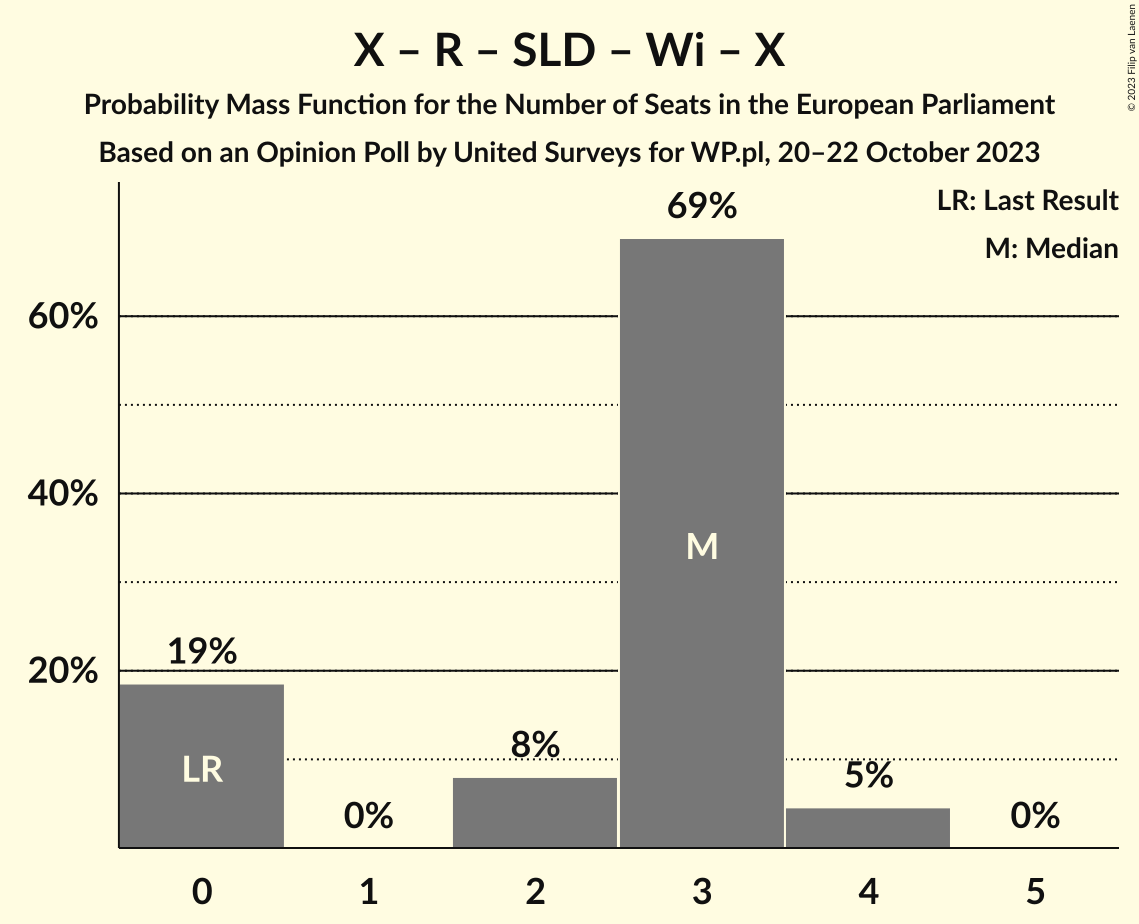 X – R – SLD – Wi – X
Probability Mass Function for the Number of Seats in the European Parliament
Based on an Opinion Poll by United Surveys for WP.pl, 20–22 October 2023
© 2023 Filip van Laenen
LR: Last Result
M: Median
60%
40%
20%
19%
0%
8%
69%
5%
0%
LR
M
0 1 2 3 4 5